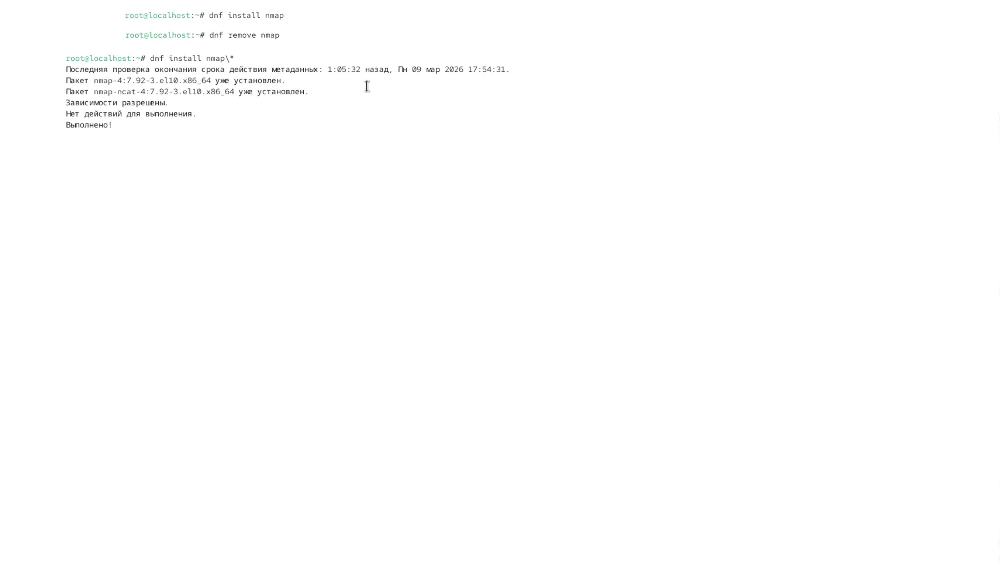 root@localhost:~# dnf install nmap
root@localhost:~# dnf remove nmap
root@localhost:~# dnf install nmap\*
Последняя проверка окончания срока действия метаданных: 1:05:32 назад, Пн 09 мар 2026 17:54:31.
Пакет nmap-4:7.92-3.el10.x86_64 уже установлен.
Пакет nmap-ncat-4:7.92-3.el10.x86_64 уже установлен.
Зависимости разрешены.
Нет действий для выполнения.
Выполнено!